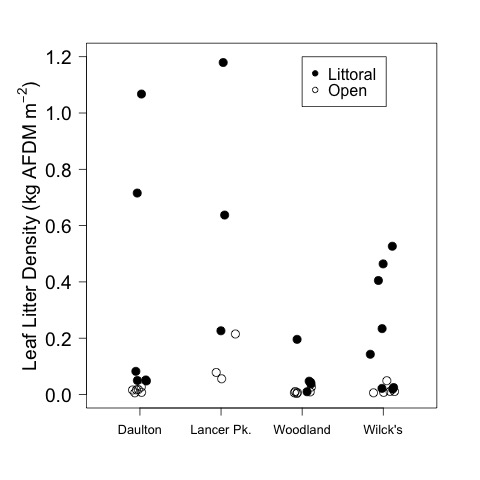 Leaf Litter Density (kg AFDM m⁻²)
1.2
1.0
0.8
0.6
0.4
0.2
0.0
Littoral
Open
Daulton Lancer Pk. Woodland Wilck's